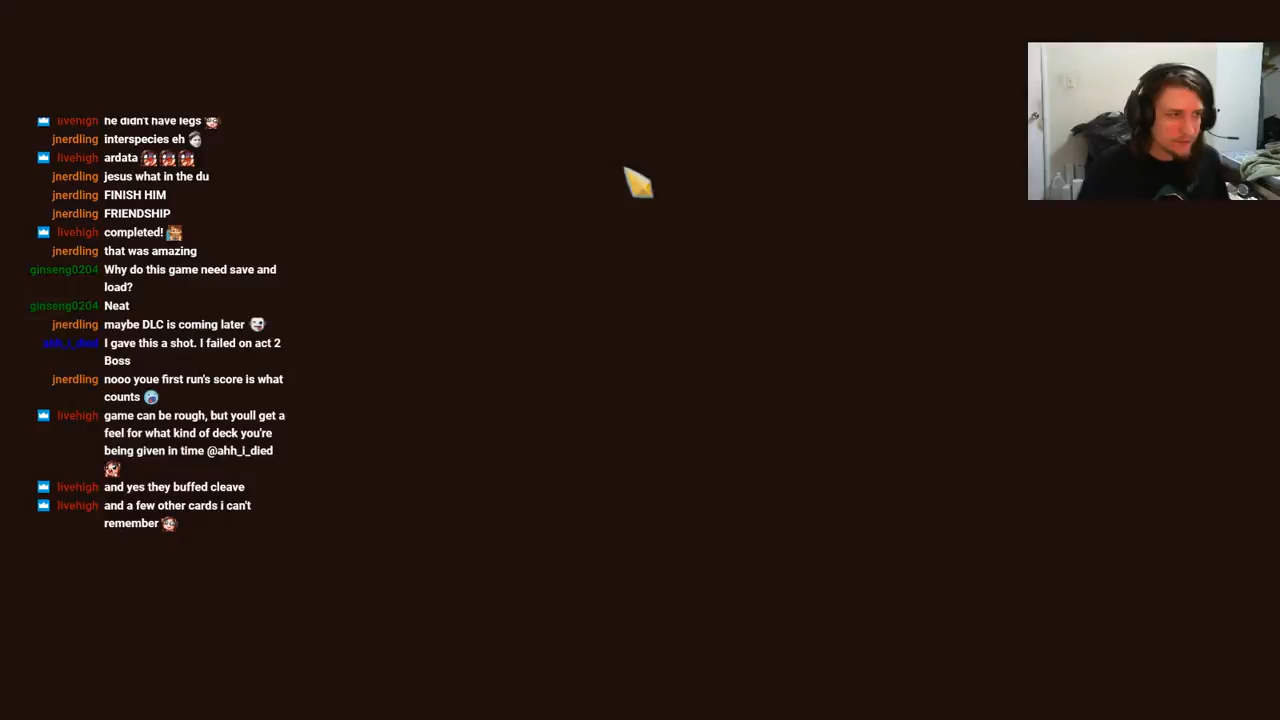 livehigh he didn't have legs
jnerdling interspecies eh
livehigh ardata
jnerdling jesus what in the du
jnerdling FINISH HIM
jnerdling FRIENDSHIP
livehigh completed!
jnerdling that was amazing
ginseng0204 Why do this game need save and
load?
ginseng0204 Neat
jnerdling maybe DLC is coming later
ahh_i_died I gave this a shot. I failed on act 2
Boss
jnerdling nooo youe first run's score is what
counts
livehigh game can be rough, but youll get a
feel for what kind of deck you're
being given in time @ahh_i_died
livehigh and yes they buffed cleave
livehigh and a few other cards i can't
remember